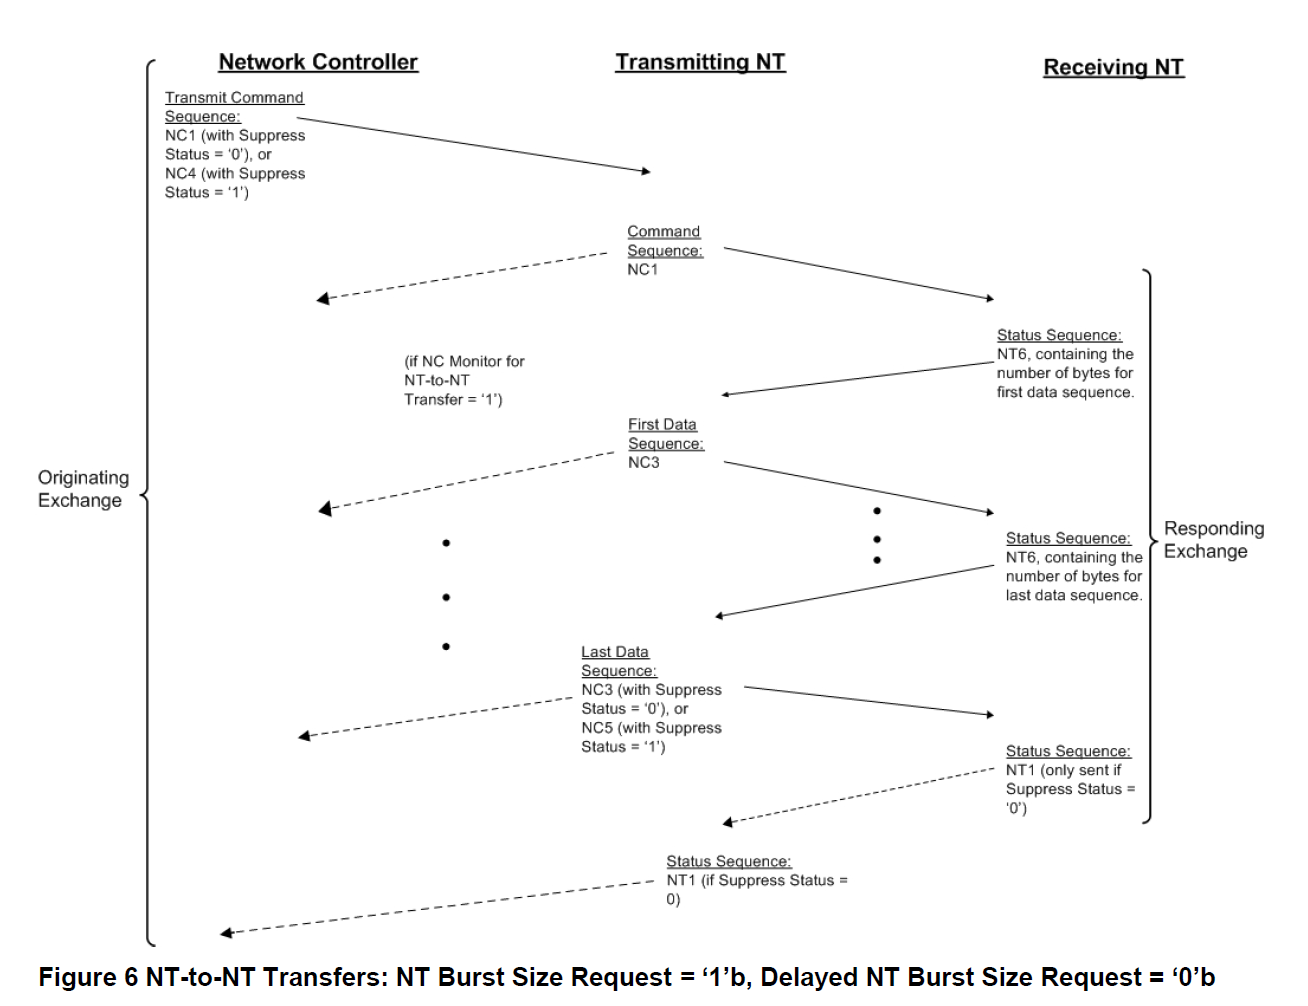 Network Controller
Transmitting NT
Receiving NT
Transmit Command
Sequence:
NC1 (with Suppress
Status = ‘0’), or
NC4 (with Suppress
Status = ‘1’)
Command
Sequence:
NC1
Status Sequence:
NT6, containing the
number of bytes for
first data sequence.
(if NC Monitor for
NT-to-NT
Transfer = ‘1’)
First Data
Sequence:
NC3
Originating
Exchange
Responding
Exchange
Status Sequence:
NT6, containing the
number of bytes for
last data sequence.
Last Data
Sequence:
NC3 (with Suppress
Status = ‘0’), or
NC5 (with Suppress
Status = ‘1’)
Status Sequence:
NT1 (only sent if
Suppress Status =
‘0’)
Status Sequence:
NT1 (if Suppress Status =
0)
Figure 6 NT-to-NT Transfers: NT Burst Size Request = ‘1’b, Delayed NT Burst Size Request = ‘0’b